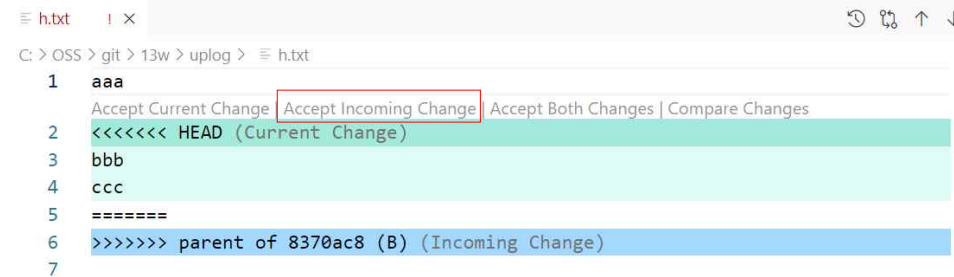 h.txt ! ×
C: > OSS > git > 13w > uplog > h.txt
1 aaa
Accept Current Change | Accept Incoming Change | Accept Both Changes | Compare Changes
2 <<<<<<< HEAD (Current Change)
3 bbb
4 ccc
5 =======
6 >>>>>>> parent of 8370ac8 (B) (Incoming Change)
7